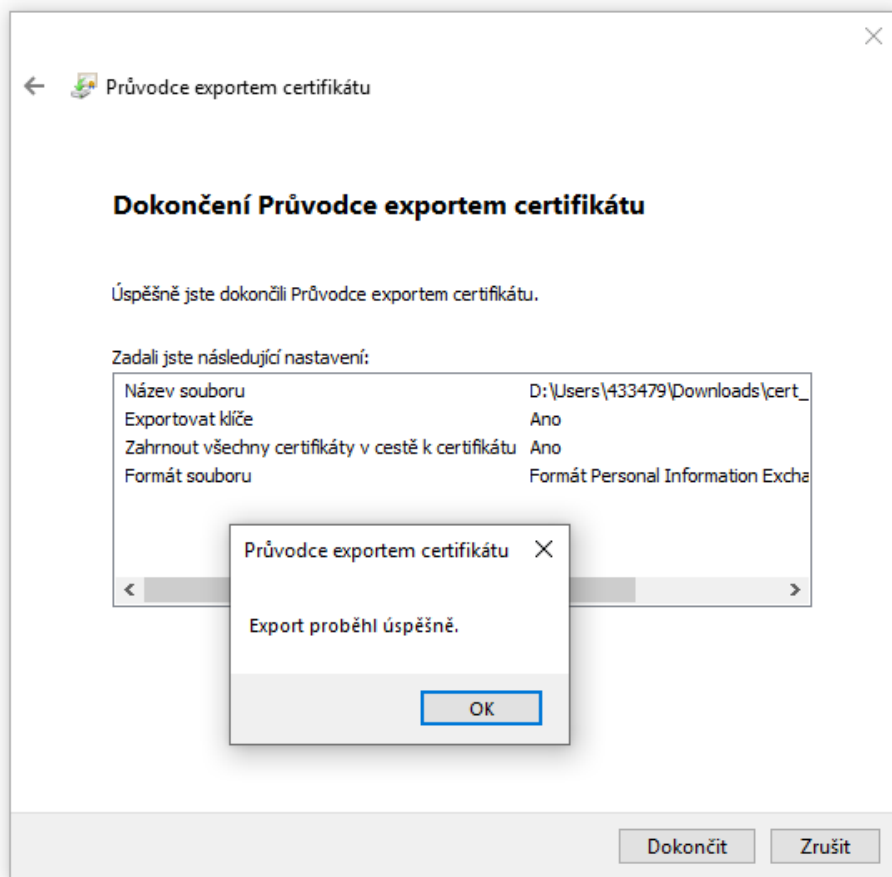 Průvodce exportem certifikátu
Dokončení Průvodce exportem certifikátu
Úspěšně jste dokončili Průvodce exportem certifikátu.
Zadali jste následující nastavení:
Název souboru D:\Users\433479\Downloads\cert_
Exportovat klíče Ano
Zahrnout všechny certifikáty v cestě k certifikátu Ano
Formát souboru Formát Personal Information Excha
Průvodce exportem certifikátu
Export proběhl úspěšně.
OK
Dokončit Zrušit